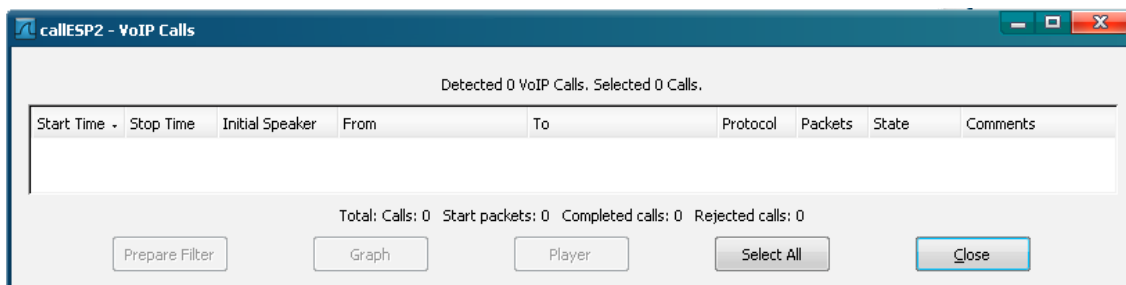 callESP2 - VoIP Calls
Detected 0 VoIP Calls. Selected 0 Calls.
Start Time Stop Time Initial Speaker From To Protocol Packets State Comments
Total: Calls: 0 Start packets: 0 Completed calls: 0 Rejected calls: 0
Prepare Filter Graph Player Select All Close